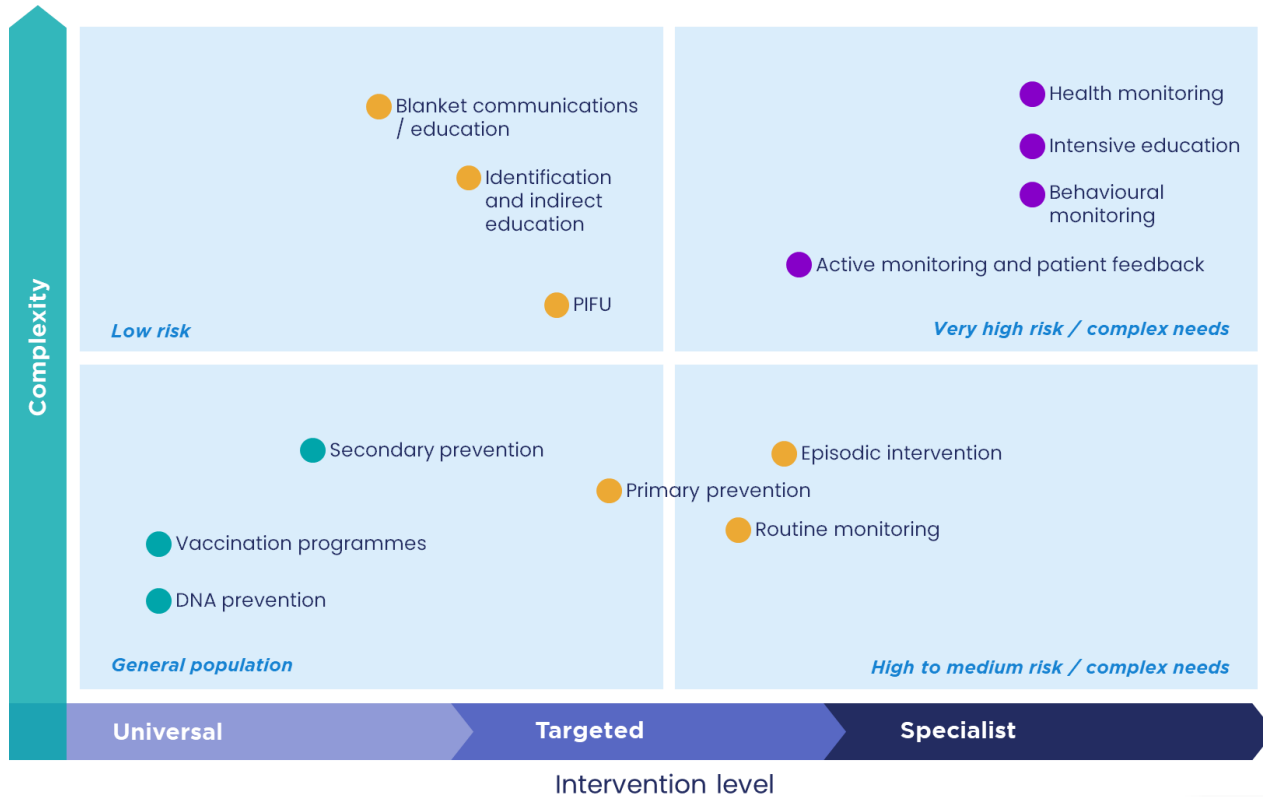 Complexity
Blanket communications
/ education
Identification
and indirect
education
PIFU
Low risk
Health monitoring
Intensive education
Behavioural
monitoring
Active monitoring and patient feedback
Very high risk / complex needs
Secondary prevention
Primary prevention
Vaccination programmes
DNA prevention
General population
Episodic intervention
Routine monitoring
High to medium risk / complex needs
Universal
Targeted
Specialist
Intervention level